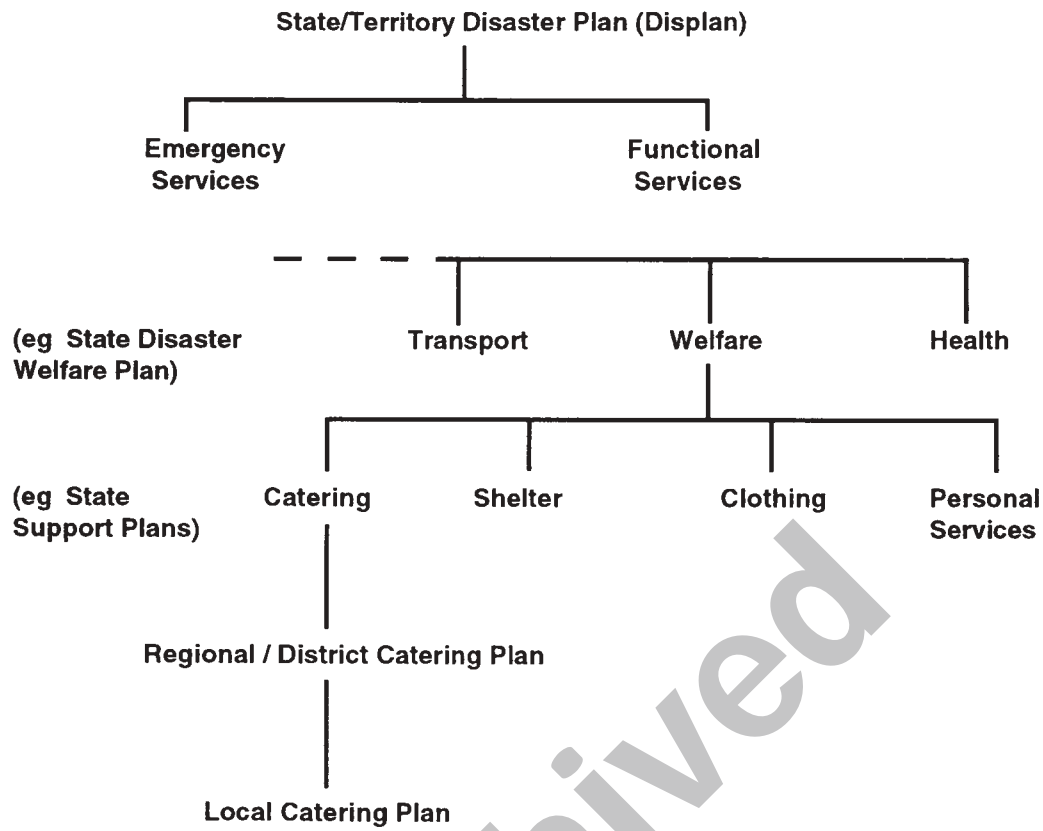 State/Territory Disaster Plan (Displan)
Emergency
Services
Functional
Services
(eg State Disaster
Welfare Plan)
Transport
Welfare
Health
(eg State
Support Plans)
Catering
Shelter
Clothing
Personal
Services
Regional / District Catering Plan
Local Catering Plan